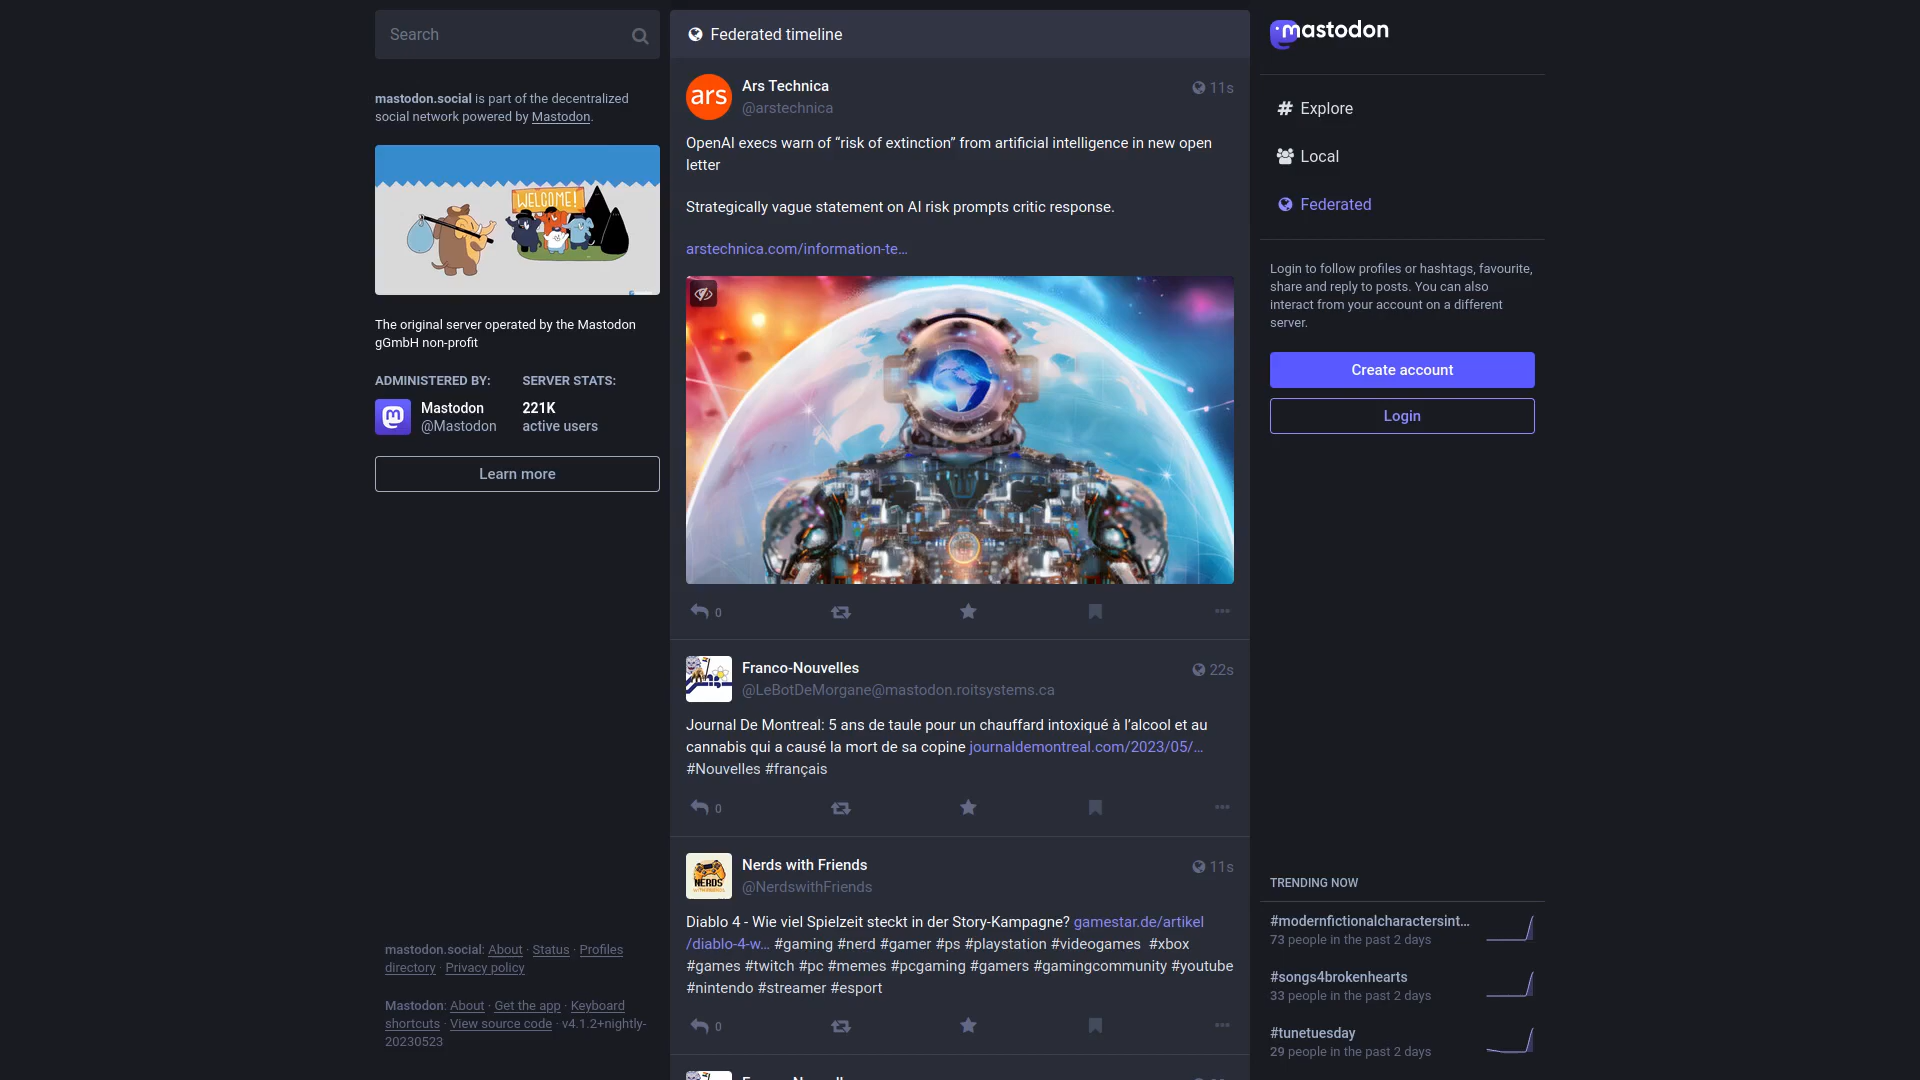 Search
mastodon.social is part of the decentralized
social network powered by Mastodon.
WELCOME!
The original server operated by the Mastodon
gGmbH non-profit
ADMINISTERED BY:
Mastodon
@Mastodon
SERVER STATS:
221K
active users
Learn more
mastodon.social: About · Status · Profiles
directory · Privacy policy
Mastodon: About · Get the app · Keyboard
shortcuts · View source code · v4.1.2+nightly-
20230523
Federated timeline
ars
Ars Technica
@arstechnica
11s
OpenAI execs warn of “risk of extinction” from artificial intelligence in new open
letter
Strategically vague statement on AI risk prompts critic response.
arstechnica.com/information-te…
0
Franco-Nouvelles
@LeBotDeMorgane@mastodon.roitsystems.ca
22s
Journal De Montreal: 5 ans de taule pour un chauffard intoxiqué à l’alcool et au
cannabis qui a causé la mort de sa copine journaldemontreal.com/2023/05/…
#Nouvelles #français
0
NERDS
Nerds with Friends
@NerdswithFriends
11s
Diablo 4 - Wie viel Spielzeit steckt in der Story-Kampagne? gamestar.de/artikel
/diablo-4-w… #gaming #nerd #gamer #ps #playstation #videogames  #xbox
#games #twitch #pc #memes #pcgaming #gamers #gamingcommunity #youtube
#nintendo #streamer #esport
0
mastodon
Explore
Local
Federated
Login to follow profiles or hashtags, favourite,
share and reply to posts. You can also
interact from your account on a different
server.
Create account
Login
TRENDING NOW
#modernfictionalcharactersint…
73 people in the past 2 days
#songs4brokenhearts
33 people in the past 2 days
#tunetuesday
29 people in the past 2 days